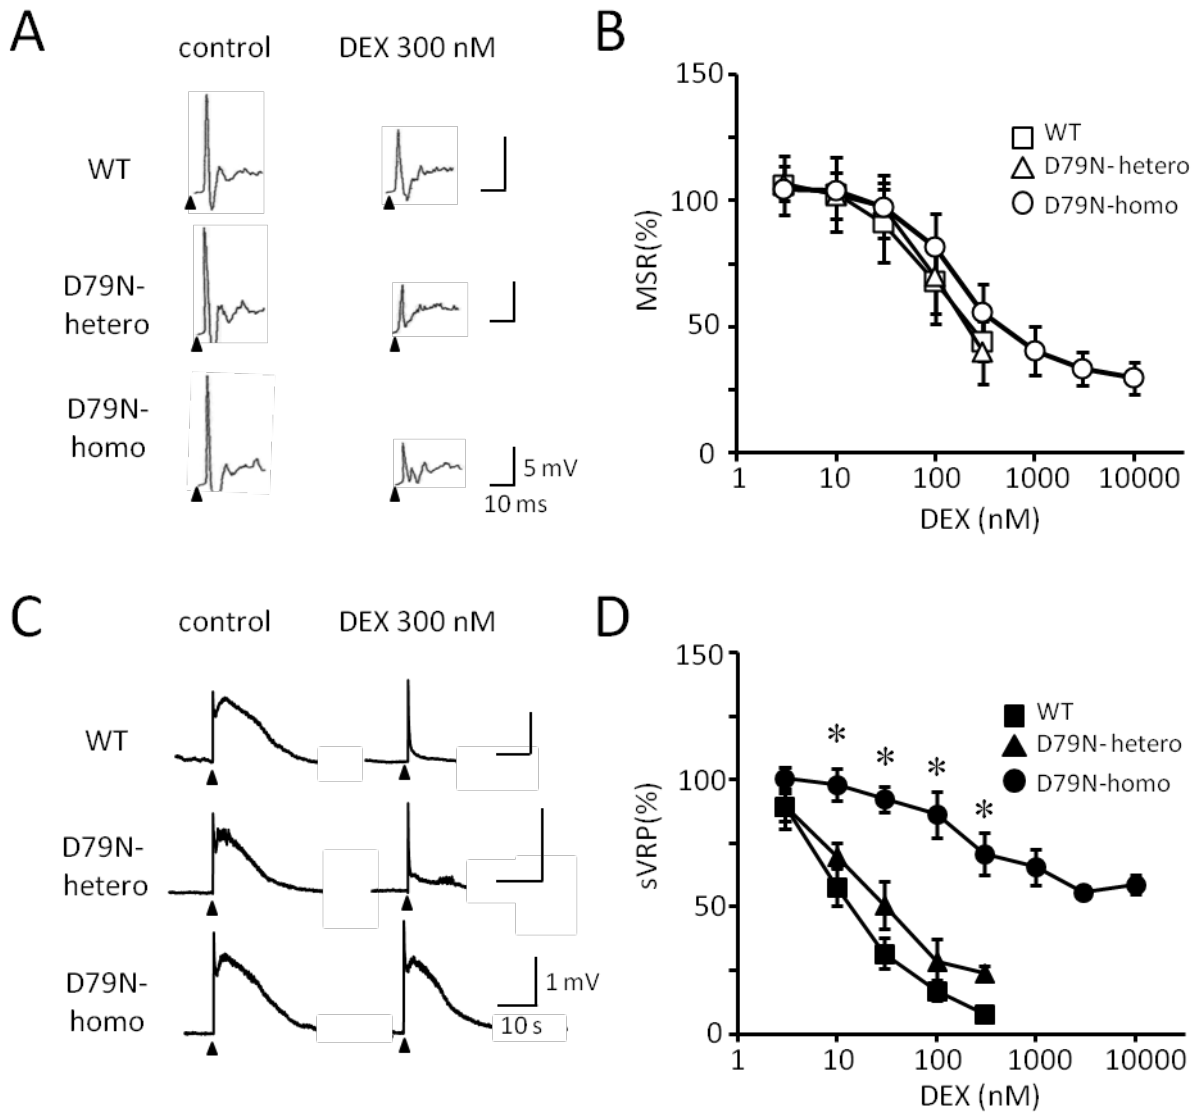 A
control
DEX 300 nM
WT
D79N-
hetero
D79N-
homo
5 mV
10 ms
B
150
100
50
0
MSR(%)
WT
D79N-hetero
D79N-homo
1
10
100
1000
10000
DEX (nM)
C
control
DEX 300 nM
WT
D79N-
hetero
D79N-
homo
1 mV
10 s
D
150
100
50
0
sVRP(%)
WT
D79N-hetero
D79N-homo
*
*
*
*
1
10
100
1000
10000
DEX (nM)